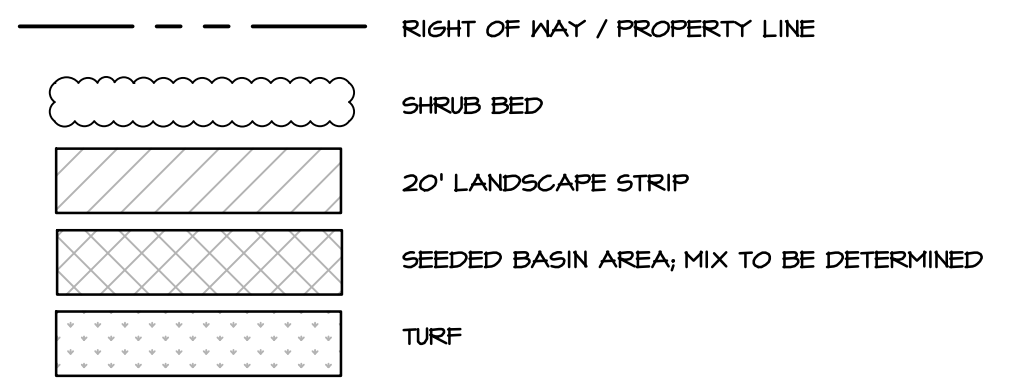 RIGHT OF WAY / PROPERTY LINE
SHRUB BED
20' LANDSCAPE STRIP
SEEDED BASIN AREA; MIX TO BE DETERMINED
TURF